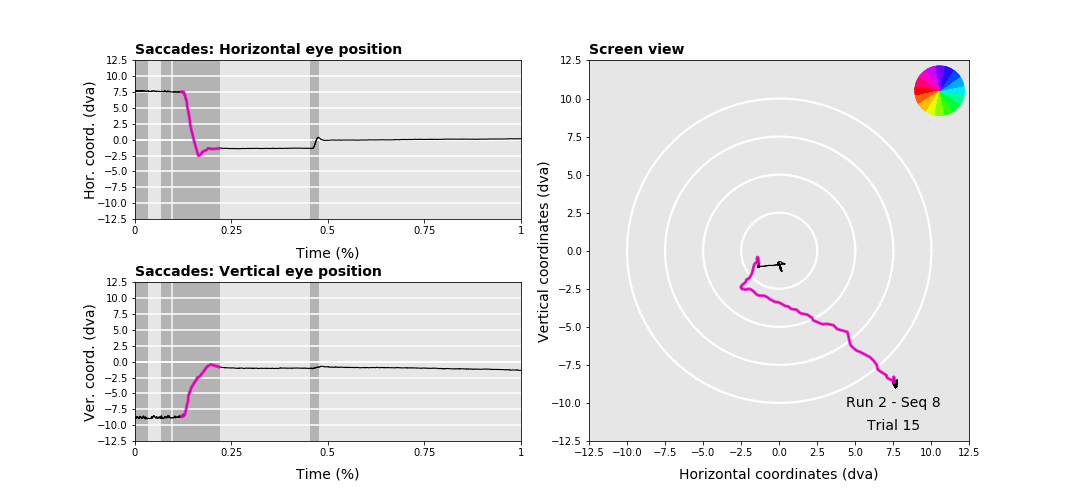 Saccades: Horizontal eye position
12.5
10.0
7.5
5.0
2.5
0.0
−2.5
−5.0
−7.5
−10.0
−12.5
Hor. coord. (dva)
0 0.25 0.5 0.75 1
Time (%)
Saccades: Vertical eye position
12.5
10.0
7.5
5.0
2.5
0.0
−2.5
−5.0
−7.5
−10.0
−12.5
Ver. coord. (dva)
0 0.25 0.5 0.75 1
Time (%)
Screen view
12.5
10.0
7.5
5.0
2.5
0.0
−2.5
−5.0
−7.5
−10.0
−12.5
Vertical coordinates (dva)
Run 2 - Seq 8
Trial 15
−12.5 −10.0 −7.5 −5.0 −2.5 0.0 2.5 5.0 7.5 10.0 12.5
Horizontal coordinates (dva)